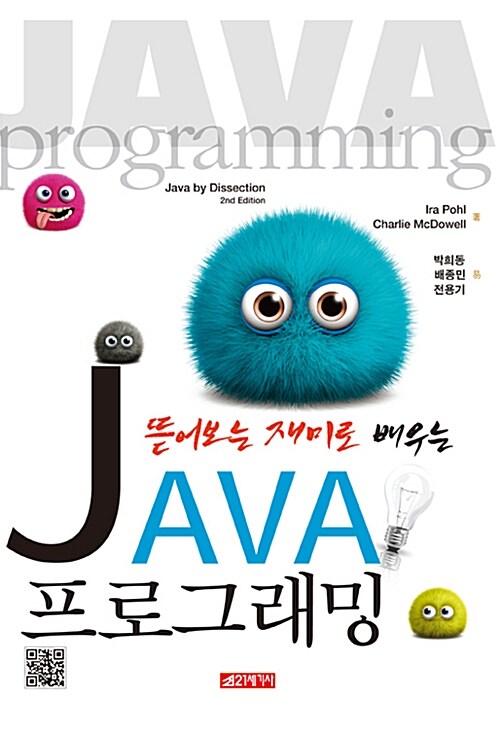 JAVA
programming
Java by Dissection
2nd Edition
Ira Pohl
Charlie McDowell
著
박희동
배종민
전용기
易
뜯어보는 재미로 배우는
JAVA
프로그래밍
21세기사